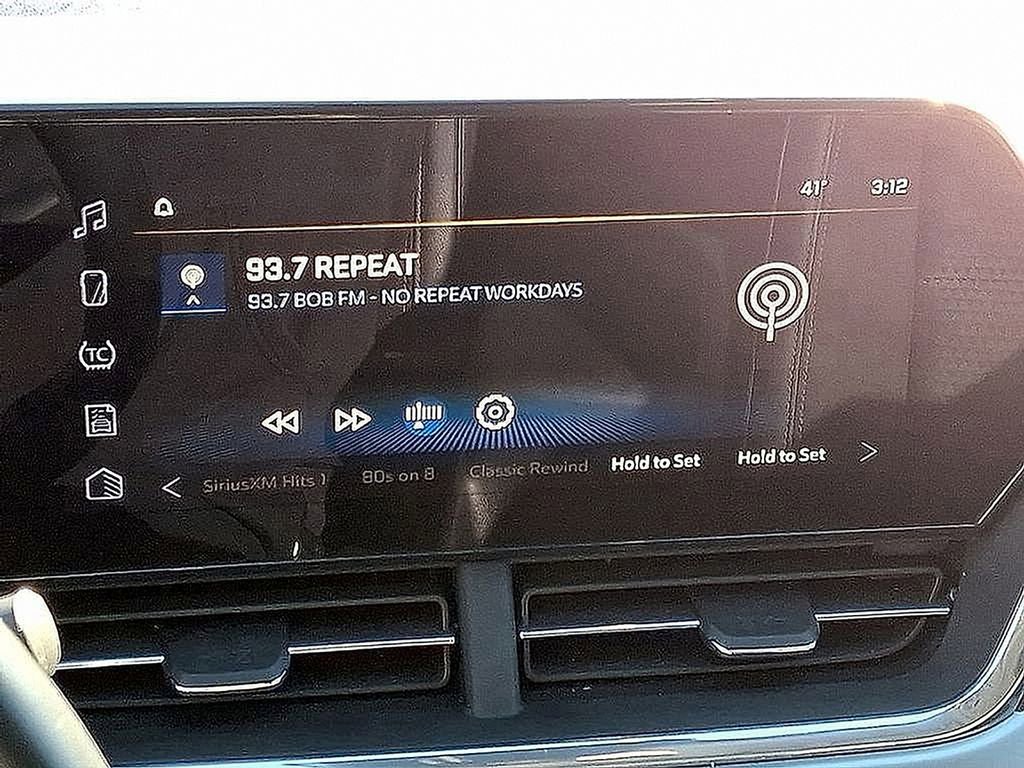 41° 3:12
93.7 REPEAT
93.7 BOB FM - NO REPEAT WORKDAYS
TC
SiriusXM Hits 1 80s on 8 Classic Rewind Hold to Set Hold to Set